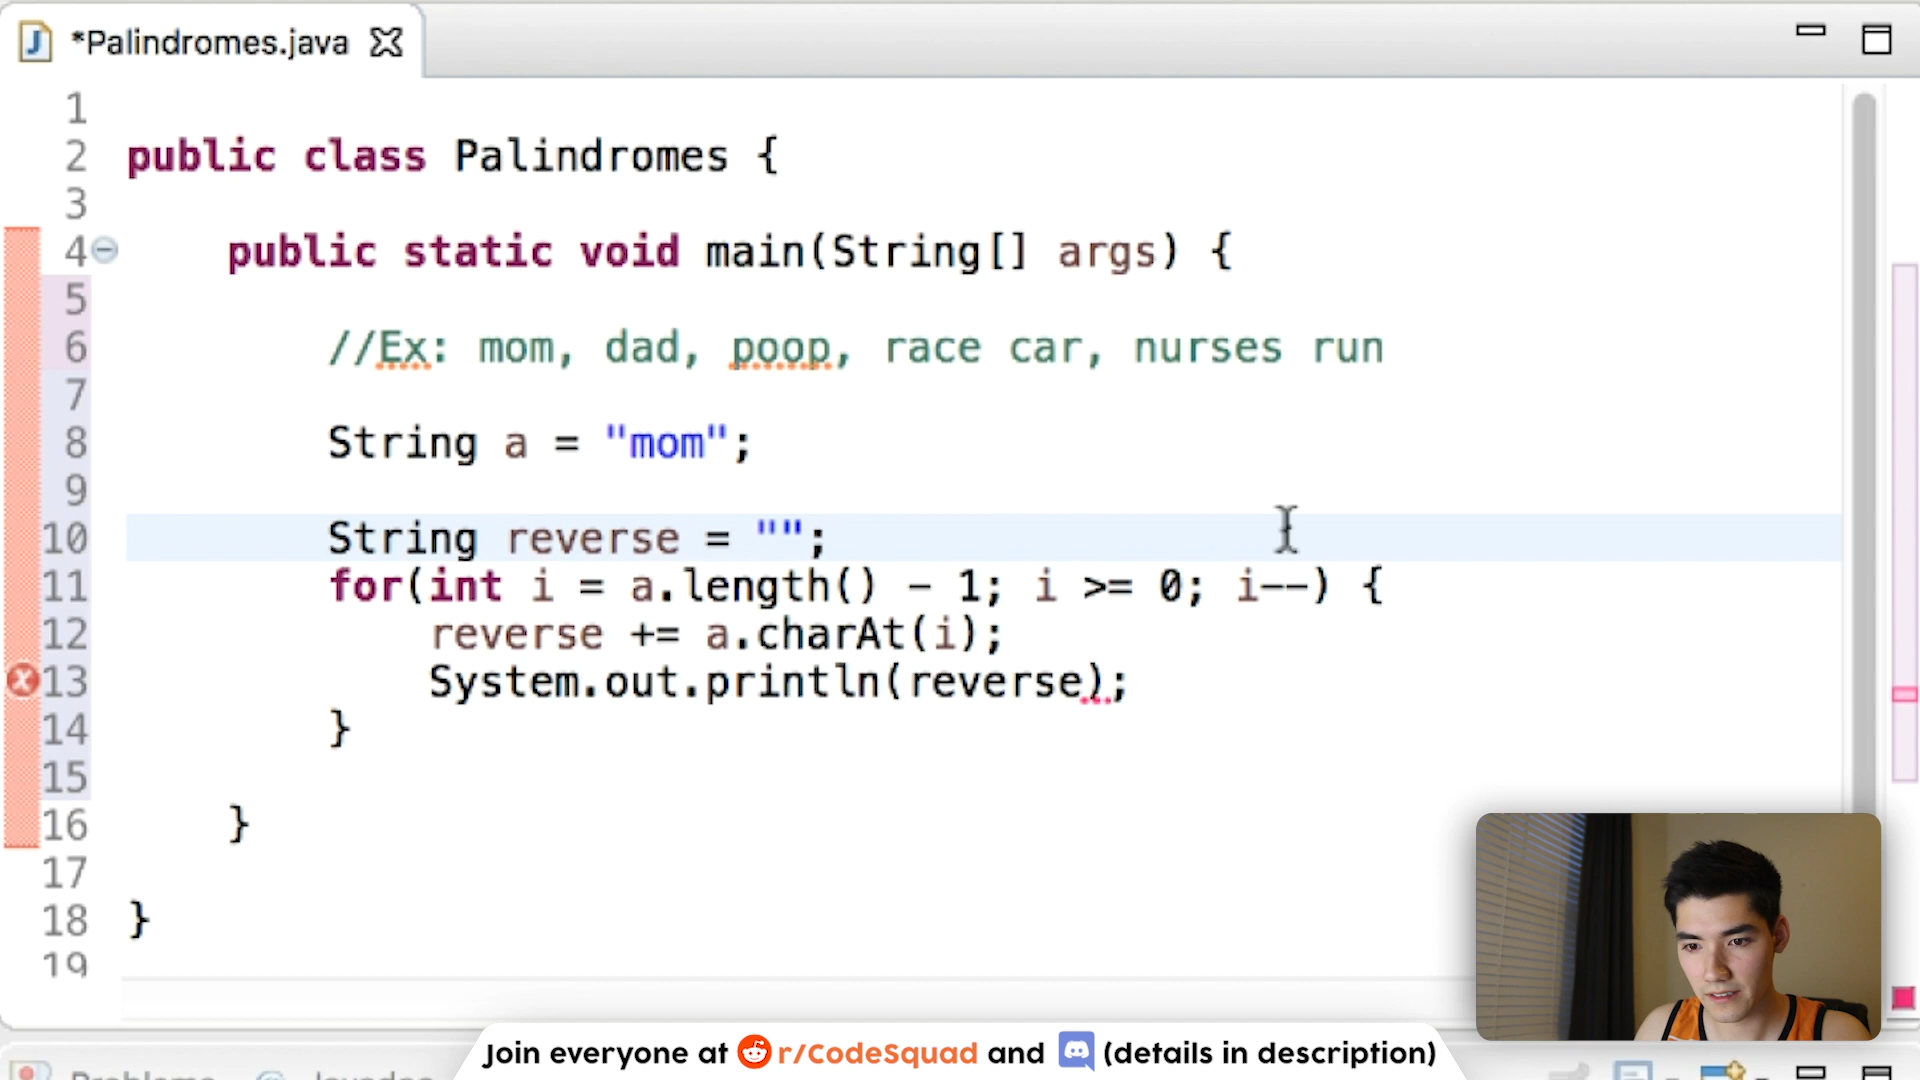 *Palindromes.java
1
2 public class Palindromes {
3
4 public static void main(String[] args) {
5
6 //Ex: mom, dad, poop, race car, nurses run
7
8 String a = "mom";
9
10 String reverse = "";
11 for(int i = a.length() - 1; i >= 0; i--) {
12 reverse += a.charAt(i);
13 System.out.println(reverse);
14 }
15
16 }
17
18 }
19
Join everyone at r/CodeSquad and (details in description)